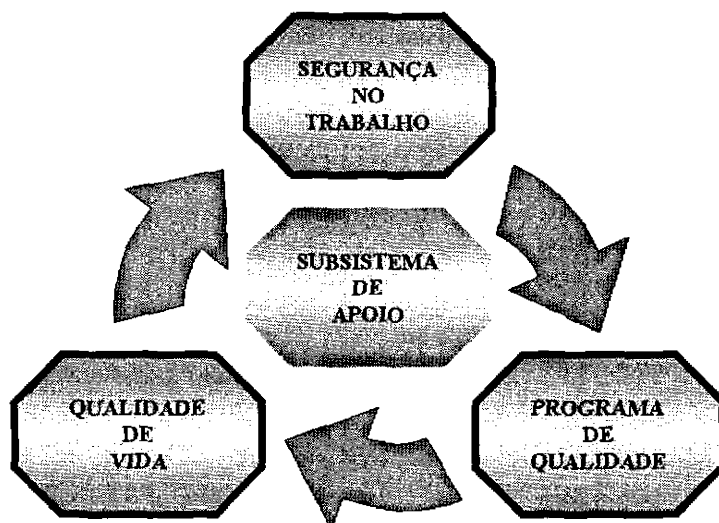 SEGURANÇA
NO
TRABALHO
SUBSISTEMA
DE
APOIO
QUALIDADE
DE
VIDA
PROGRAMA
DE
QUALIDADE